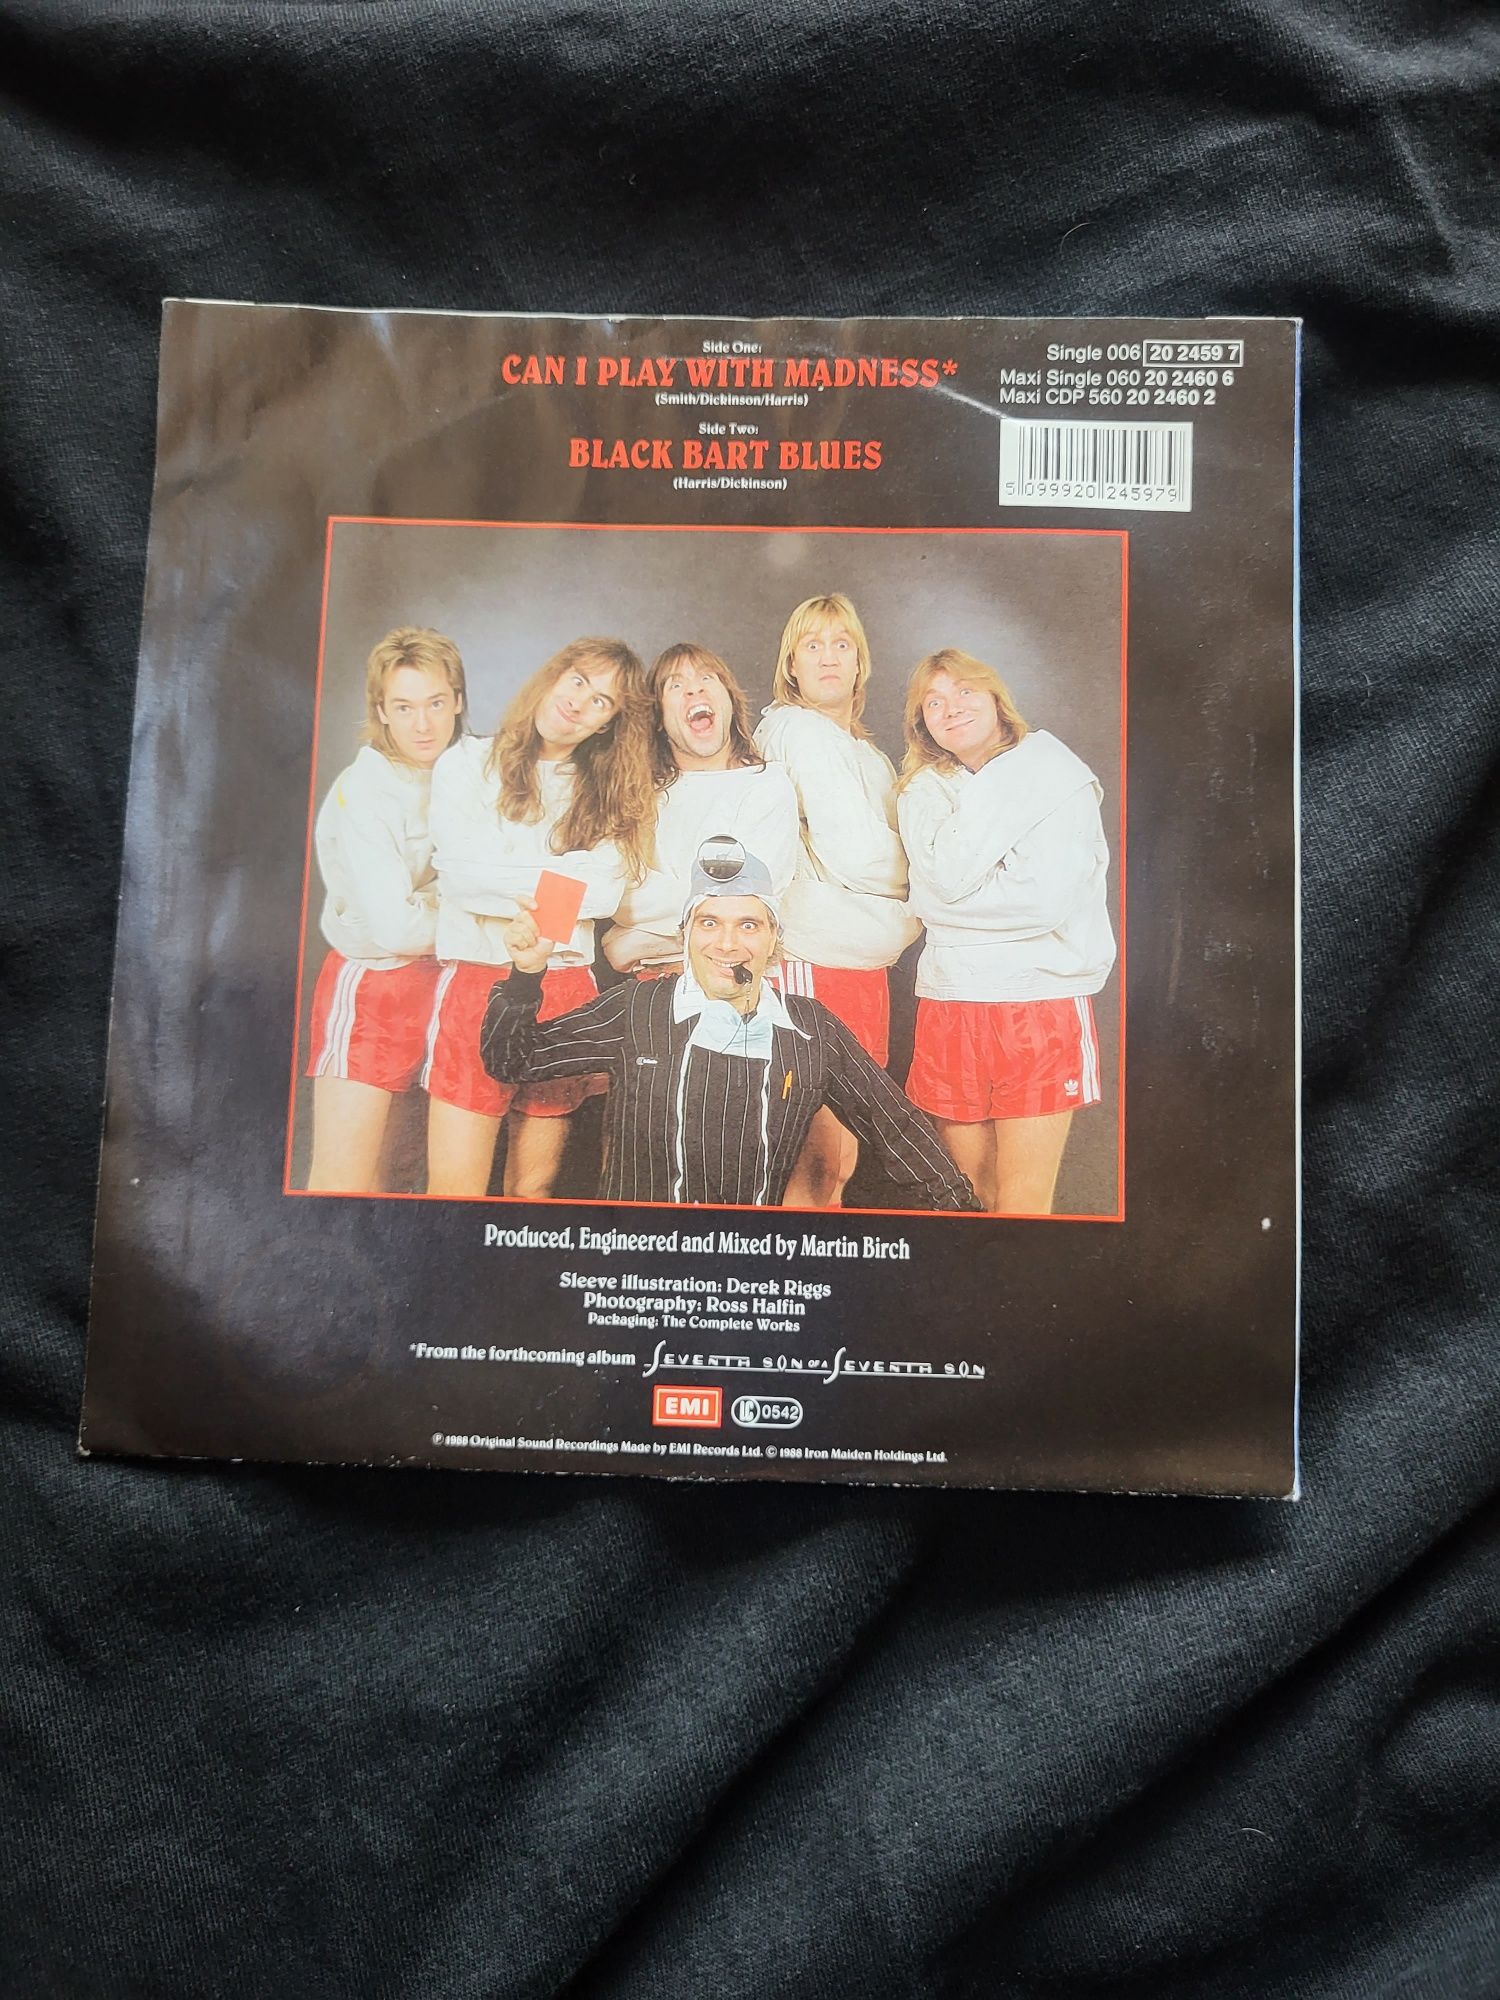 Side One:
CAN I PLAY WITH MADNESS*
(Smith/Dickinson/Harris)
Side Two:
BLACK BART BLUES
(Harris/Dickinson)
Single 006 20 2459 7
Maxi Single 060 20 2460 6
Maxi CDP 560 20 2460 2
5 099920 245979
Produced, Engineered and Mixed by Martin Birch
Sleeve illustration: Derek Riggs
Photography: Ross Halfin
Packaging: The Complete Works
*From the forthcoming album SEVENTH SON OF A SEVENTH SON
EMI LC 0542
℗ 1988 Original Sound Recordings Made by EMI Records Ltd. © 1988 Iron Maiden Holdings Ltd.